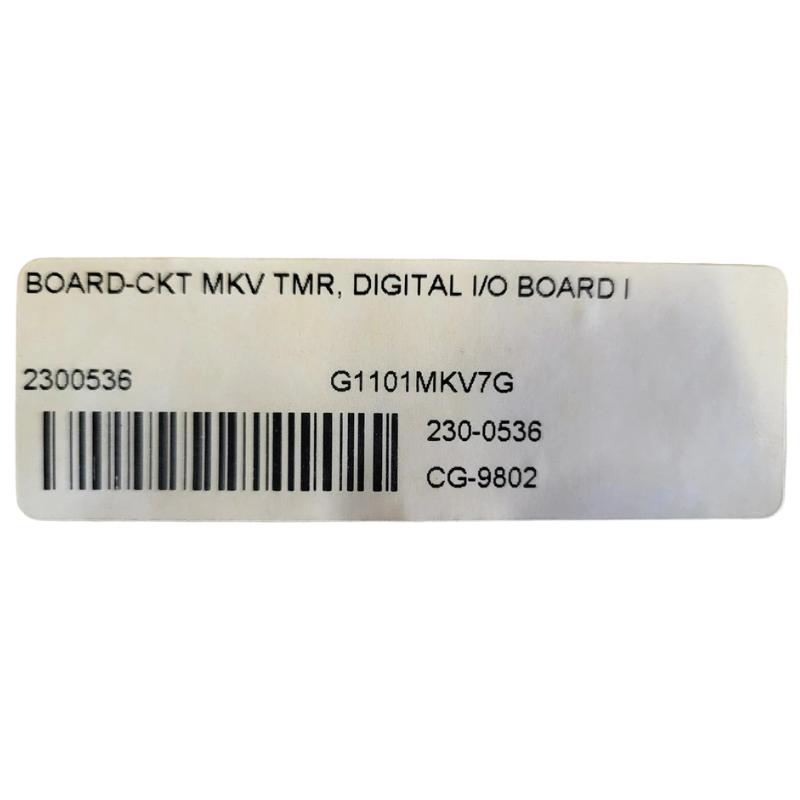 BOARD-CKT MKV TMR, DIGITAL I/O BOARD I
2300536 G1101MKV7G
230-0536
CG-9802